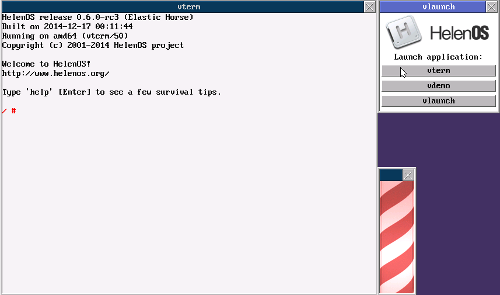 vterm
HelenOS release 0.6.0-rc3 (Elastic Horse)
Built on 2014-12-17 00:11:44
Running on amd64 (vterm/50)
Copyright (c) 2001-2014 HelenOS project
Welcome to HelenOS!
http://www.helenos.org/
Type 'help' [Enter] to see a few survival tips.
/ #
vlaunch
H
HelenOS
Launch application:
vterm
vdemo
vlaunch